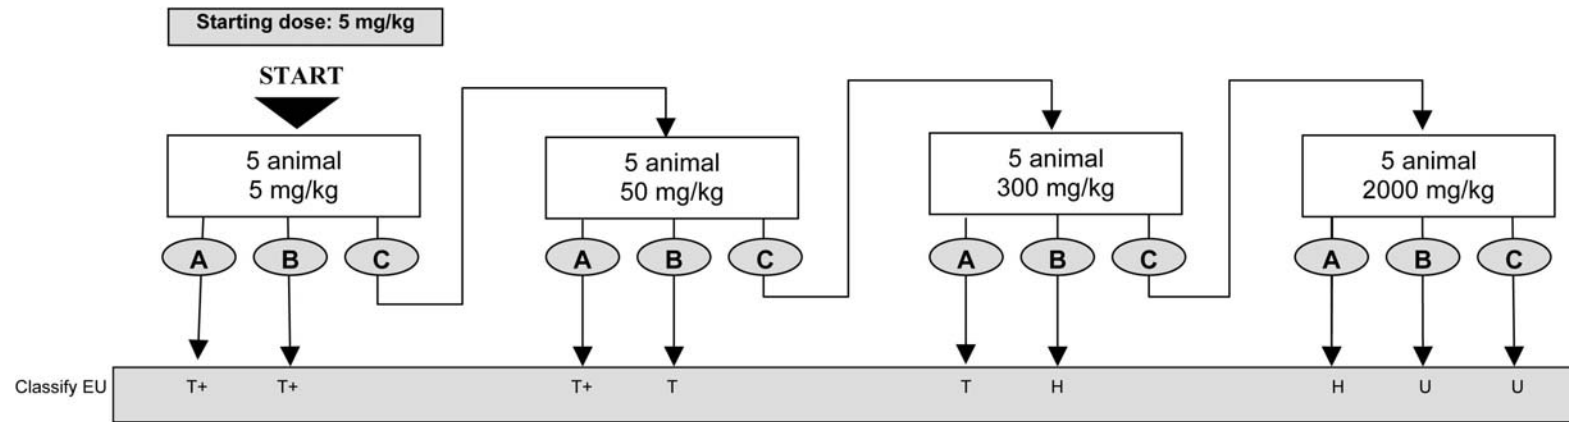 Starting dose: 5 mg/kg
START
5 animal
5 mg/kg
5 animal
50 mg/kg
5 animal
300 mg/kg
5 animal
2000 mg/kg
A B C A B C A B C A B C
Classify EU T+ T+ T+ T T H H U U